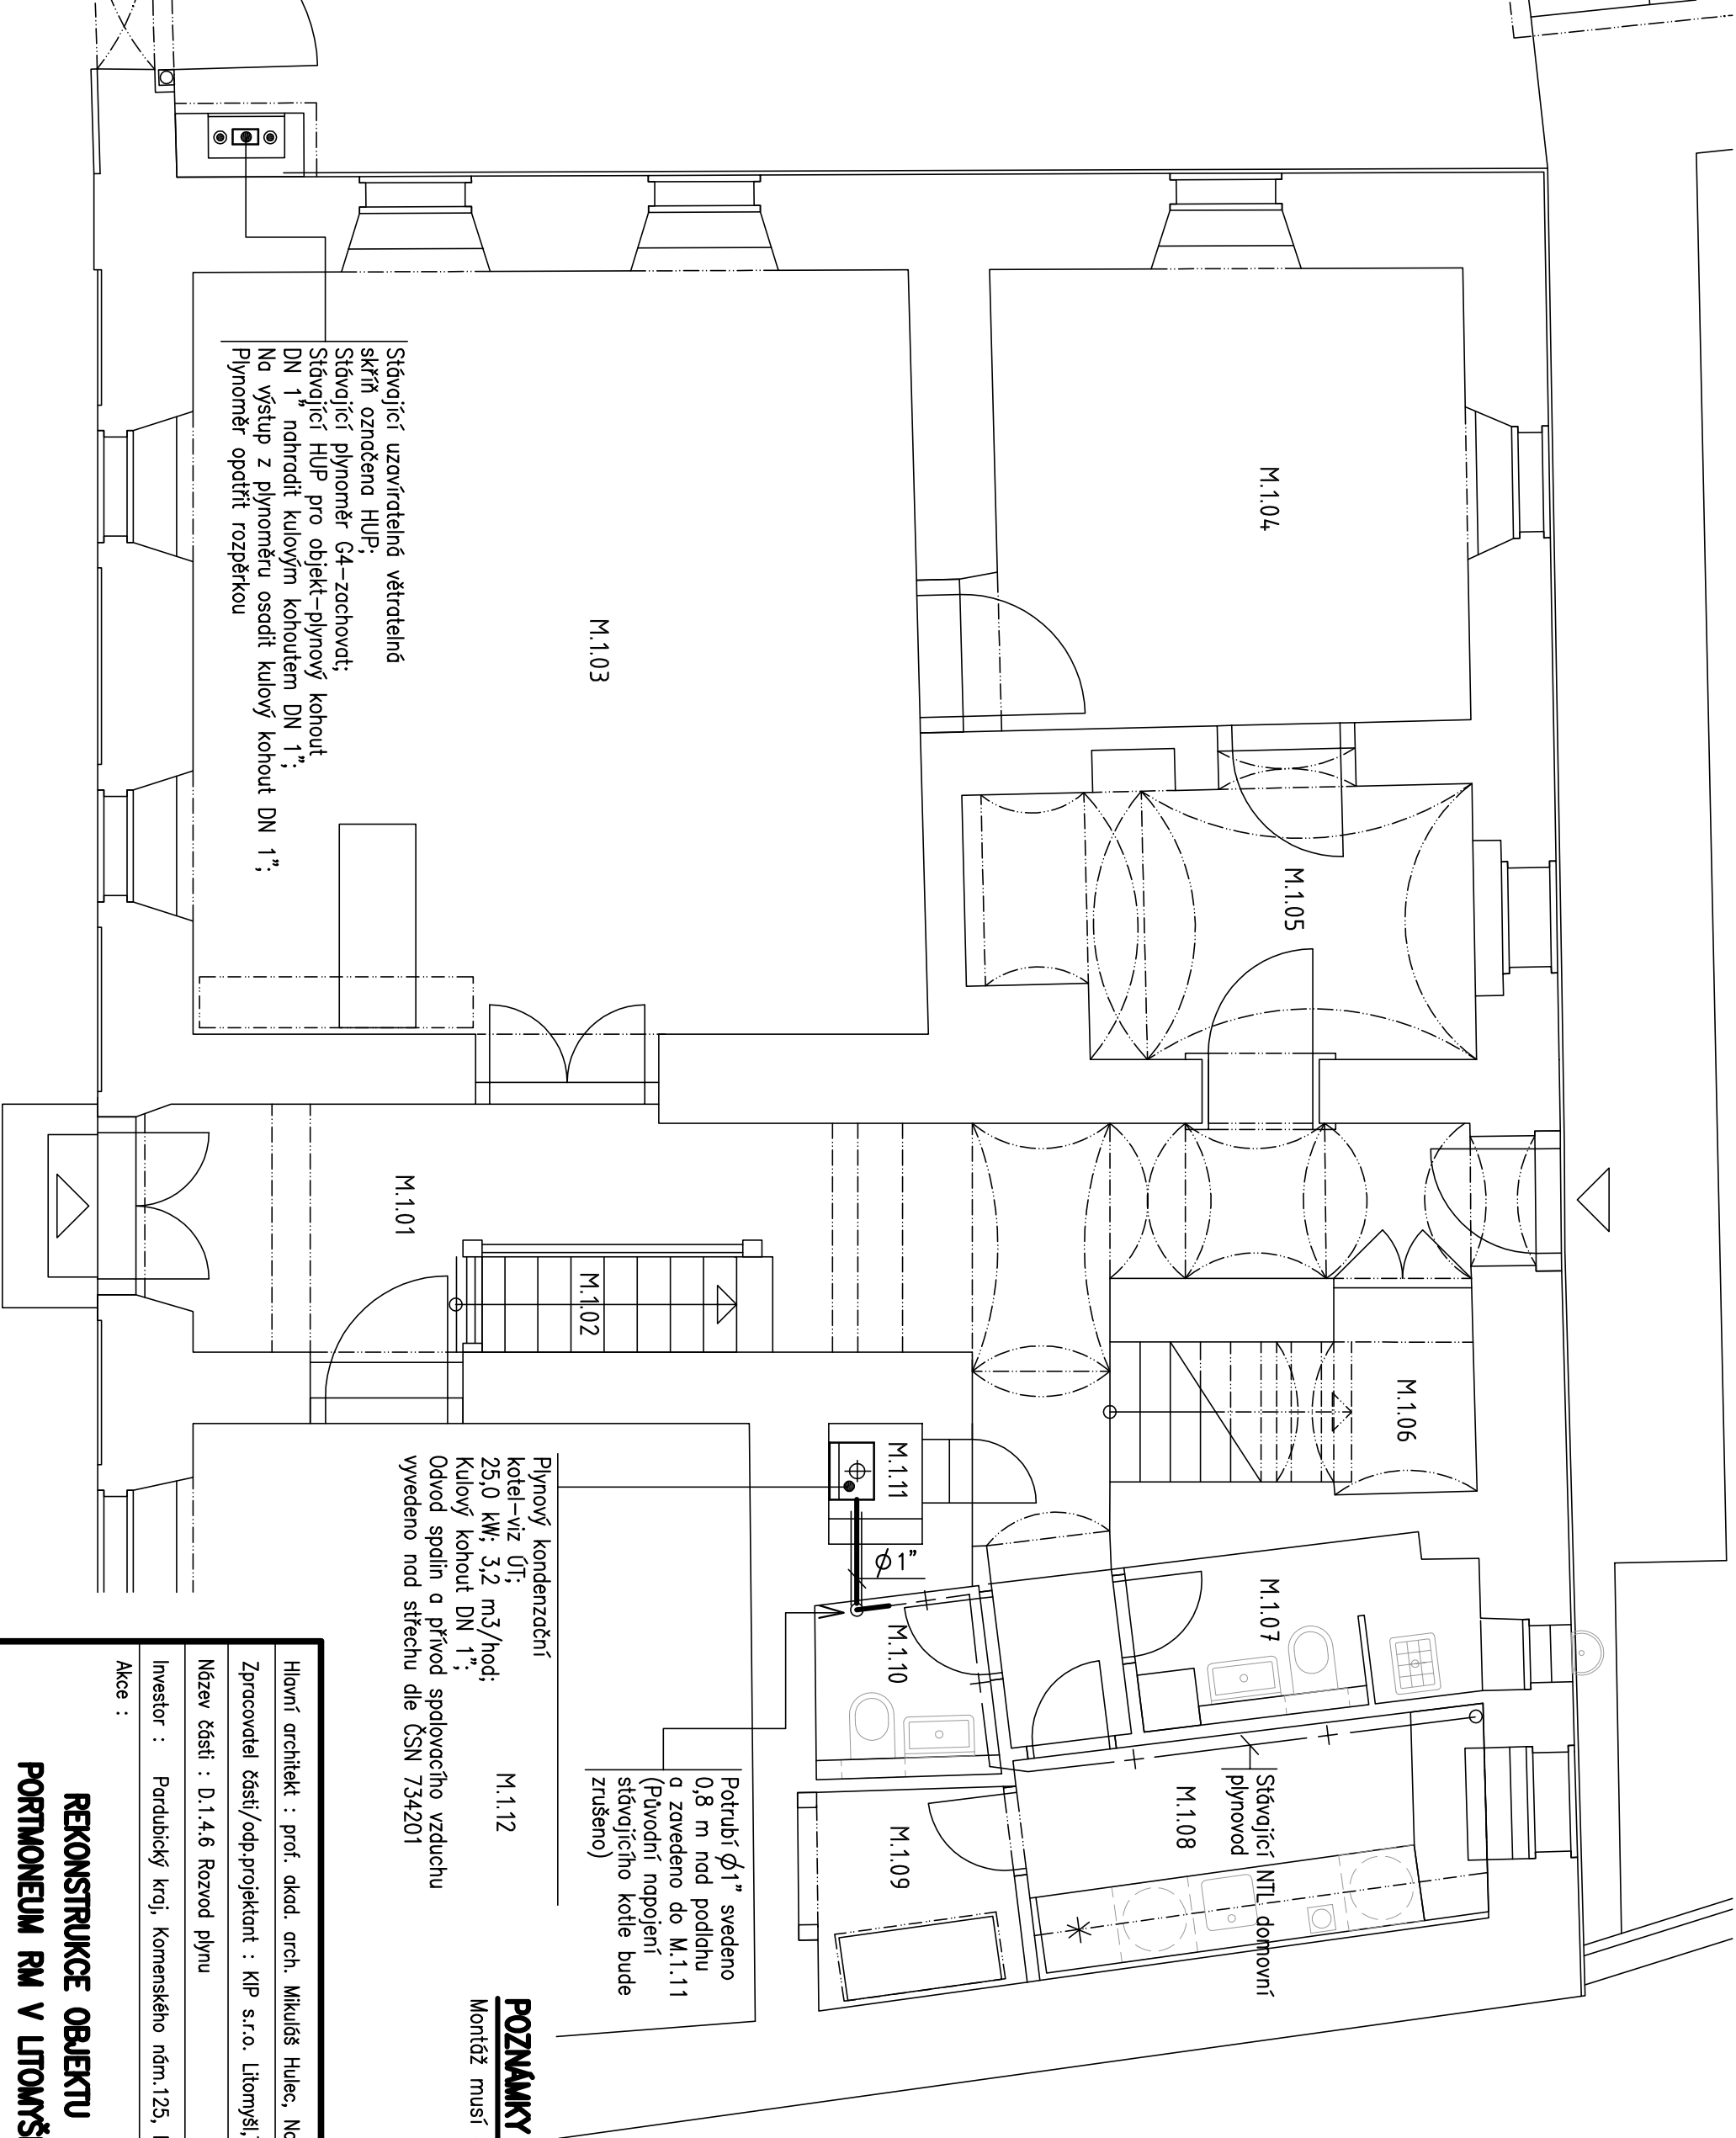 M.1.04
M.1.03
M.1.05
M.1.01
M.1.02
M.1.06
M.1.11
M.1.07
M.1.10
M.1.08
M.1.09
M.1.12
Stávající uzavíratelná větratelná
skříň označena HUP;
Stávající plynoměr G4–zachovat;
Stávající HUP pro objekt–plynový kohout
DN 1" nahradit kulovým kohoutem DN 1";
Na výstup z plynoměru osadit kulový kohout DN 1";
Plynoměr opatřit rozpěrkou
Plynový kondenzační
kotel–viz ÚT;
25,0 kW; 3,2 m3/hod;
Kulový kohout DN 1";
Odvod spalin a přívod spalovacího vzduchu
vyvedeno nad střechu dle ČSN 734201
ø1"
Potrubí ø1" svedeno
0,8 m nad podlahu
a zavedeno do M.1.11
(Původní napojení
stávajícího kotle bude
zrušeno)
Stávající NTL domovní
plynovod
POZNÁMKY
Montáž musí
Hlavní architekt : prof. akad. arch. Mikuláš Hulec,
Zpracovatel části/odp.projektant : KIP s.r.o. Litomyšl,
Název části : D.1.4.6 Rozvod plynu
Investor : Pardubický kraj, Komenského nám.125,
Akce :
REKONSTRUKCE OBJEKTU
PORTMONEUM RM V LITOMYŠ